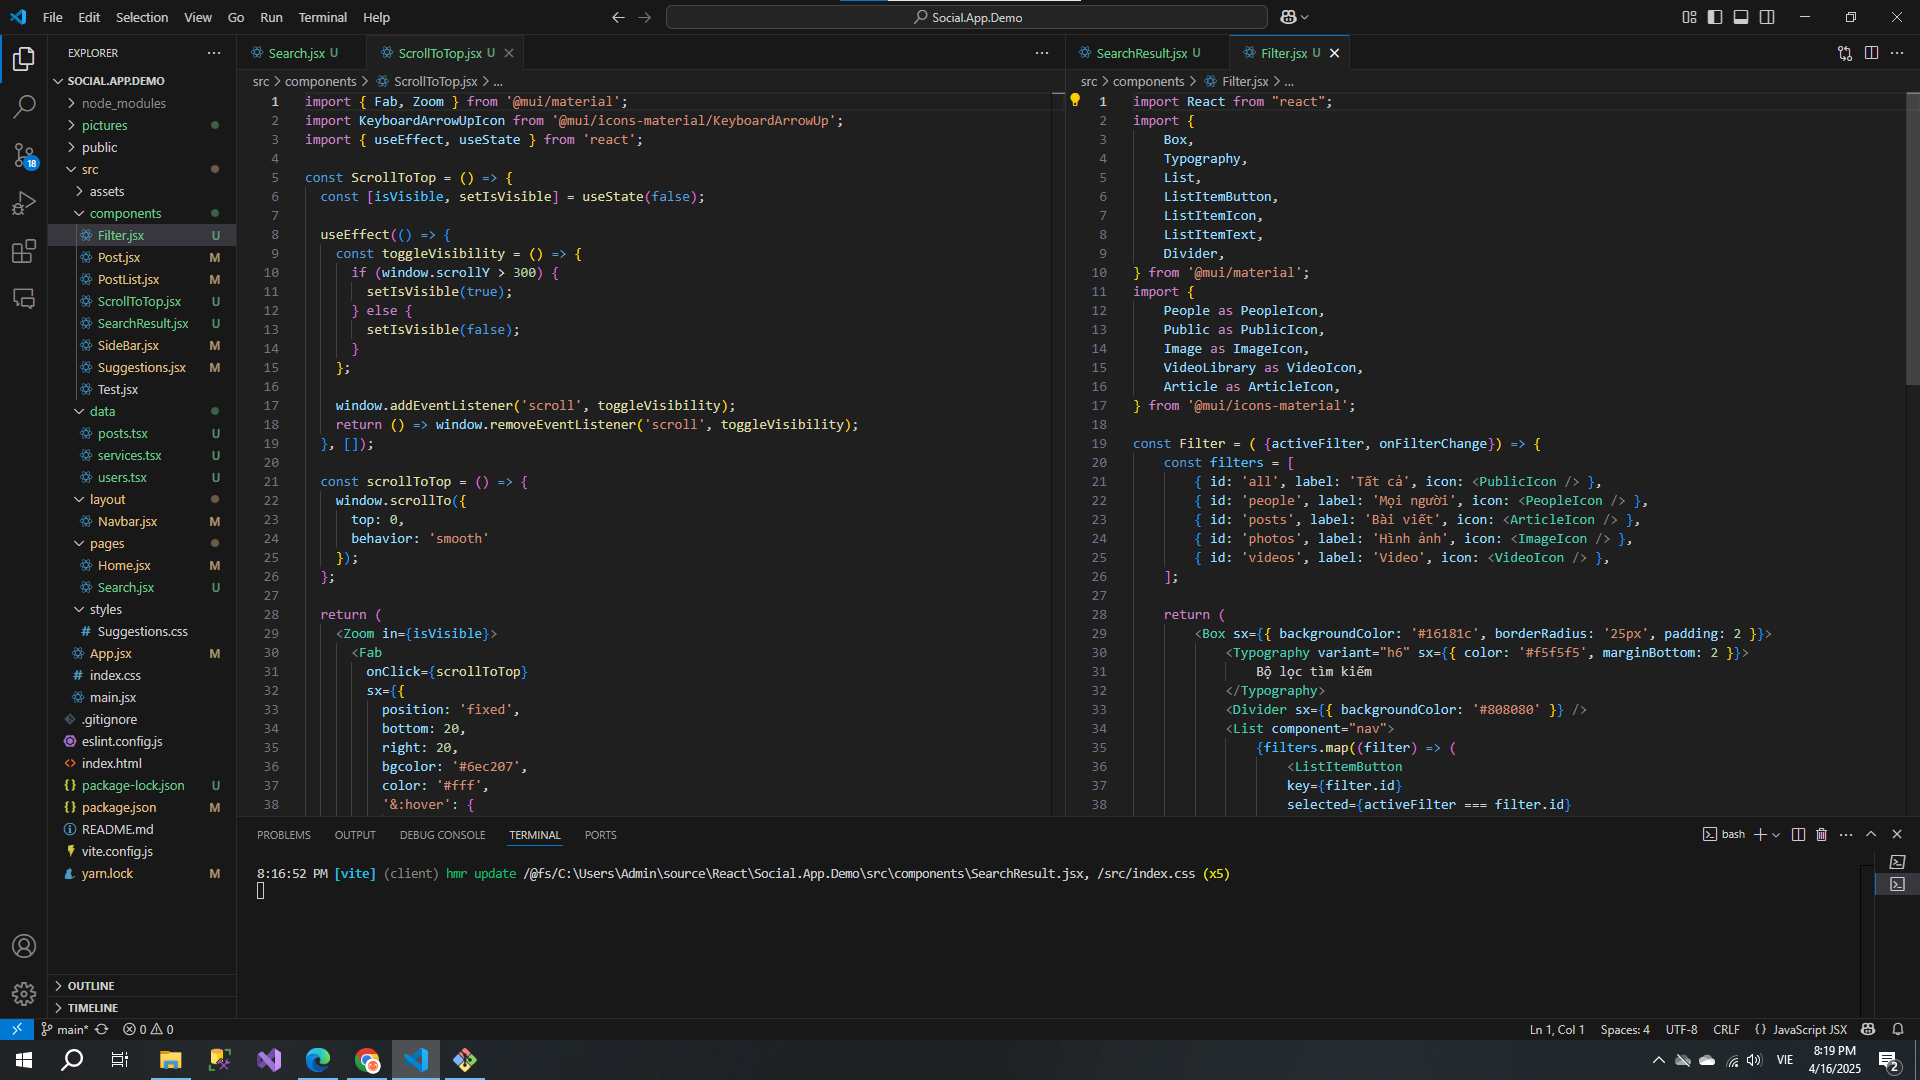 File Edit Selection View Go Run Terminal Help
Social.App.Demo
EXPLORER
SOCIAL.APP.DEMO
node_modules
pictures
public
src
assets
components
Filter.jsx U
Post.jsx M
PostList.jsx M
ScrollToTop.jsx U
SearchResult.jsx U
SideBar.jsx M
Suggestions.jsx M
Test.jsx
data
posts.tsx U
services.tsx U
users.tsx U
layout
Navbar.jsx M
pages
Home.jsx M
Search.jsx U
styles
# Suggestions.css
App.jsx M
# index.css
main.jsx
.gitignore
eslint.config.js
<> index.html
{} package-lock.json U
{} package.json M
README.md
vite.config.js
yarn.lock M
OUTLINE
TIMELINE
18
Search.jsx U
ScrollToTop.jsx U
src > components > ScrollToTop.jsx > ...
1 import { Fab, Zoom } from '@mui/material';
2 import KeyboardArrowUpIcon from '@mui/icons-material/KeyboardArrowUp';
3 import { useEffect, useState } from 'react';
4
5 const ScrollToTop = () => {
6 const [isVisible, setIsVisible] = useState(false);
7
8 useEffect(() => {
9 const toggleVisibility = () => {
10 if (window.scrollY > 300) {
11 setIsVisible(true);
12 } else {
13 setIsVisible(false);
14 }
15 };
16
17 window.addEventListener('scroll', toggleVisibility);
18 return () => window.removeEventListener('scroll', toggleVisibility);
19 }, []);
20
21 const scrollToTop = () => {
22 window.scrollTo({
23 top: 0,
24 behavior: 'smooth'
25 });
26 };
27
28 return (
29 <Zoom in={isVisible}>
30 <Fab
31 onClick={scrollToTop}
32 sx={{
33 position: 'fixed',
34 bottom: 20,
35 right: 20,
36 bgcolor: '#6ec207',
37 color: '#fff',
38 '&:hover': {
SearchResult.jsx U
Filter.jsx U
src > components > Filter.jsx > ...
1 import React from "react";
2 import {
3 Box,
4 Typography,
5 List,
6 ListItemButton,
7 ListItemIcon,
8 ListItemText,
9 Divider,
10 } from '@mui/material';
11 import {
12 People as PeopleIcon,
13 Public as PublicIcon,
14 Image as ImageIcon,
15 VideoLibrary as VideoIcon,
16 Article as ArticleIcon,
17 } from '@mui/icons-material';
18
19 const Filter = ( {activeFilter, onFilterChange}) => {
20 const filters = [
21 { id: 'all', label: 'Tất cả', icon: <PublicIcon /> },
22 { id: 'people', label: 'Mọi người', icon: <PeopleIcon /> },
23 { id: 'posts', label: 'Bài viết', icon: <ArticleIcon /> },
24 { id: 'photos', label: 'Hình ảnh', icon: <ImageIcon /> },
25 { id: 'videos', label: 'Video', icon: <VideoIcon /> },
26 ];
27
28 return (
29 <Box sx={{ backgroundColor: '#16181c', borderRadius: '25px', padding: 2 }}>
30 <Typography variant="h6" sx={{ color: '#f5f5f5', marginBottom: 2 }}>
31 Bộ lọc tìm kiếm
32 </Typography>
33 <Divider sx={{ backgroundColor: '#808080' }} />
34 <List component="nav">
35 {filters.map((filter) => (
36 <ListItemButton
37 key={filter.id}
38 selected={activeFilter === filter.id}
PROBLEMS OUTPUT DEBUG CONSOLE TERMINAL PORTS
bash
8:16:52 PM [vite] (client) hmr update /@fs/C:\Users\Admin\source\React\Social.App.Demo\src\components\SearchResult.jsx, /src/index.css (x5)
main* 0 0
Ln 1, Col 1 Spaces: 4 UTF-8 CRLF {} JavaScript JSX
VIE
8:19 PM
4/16/2025
2